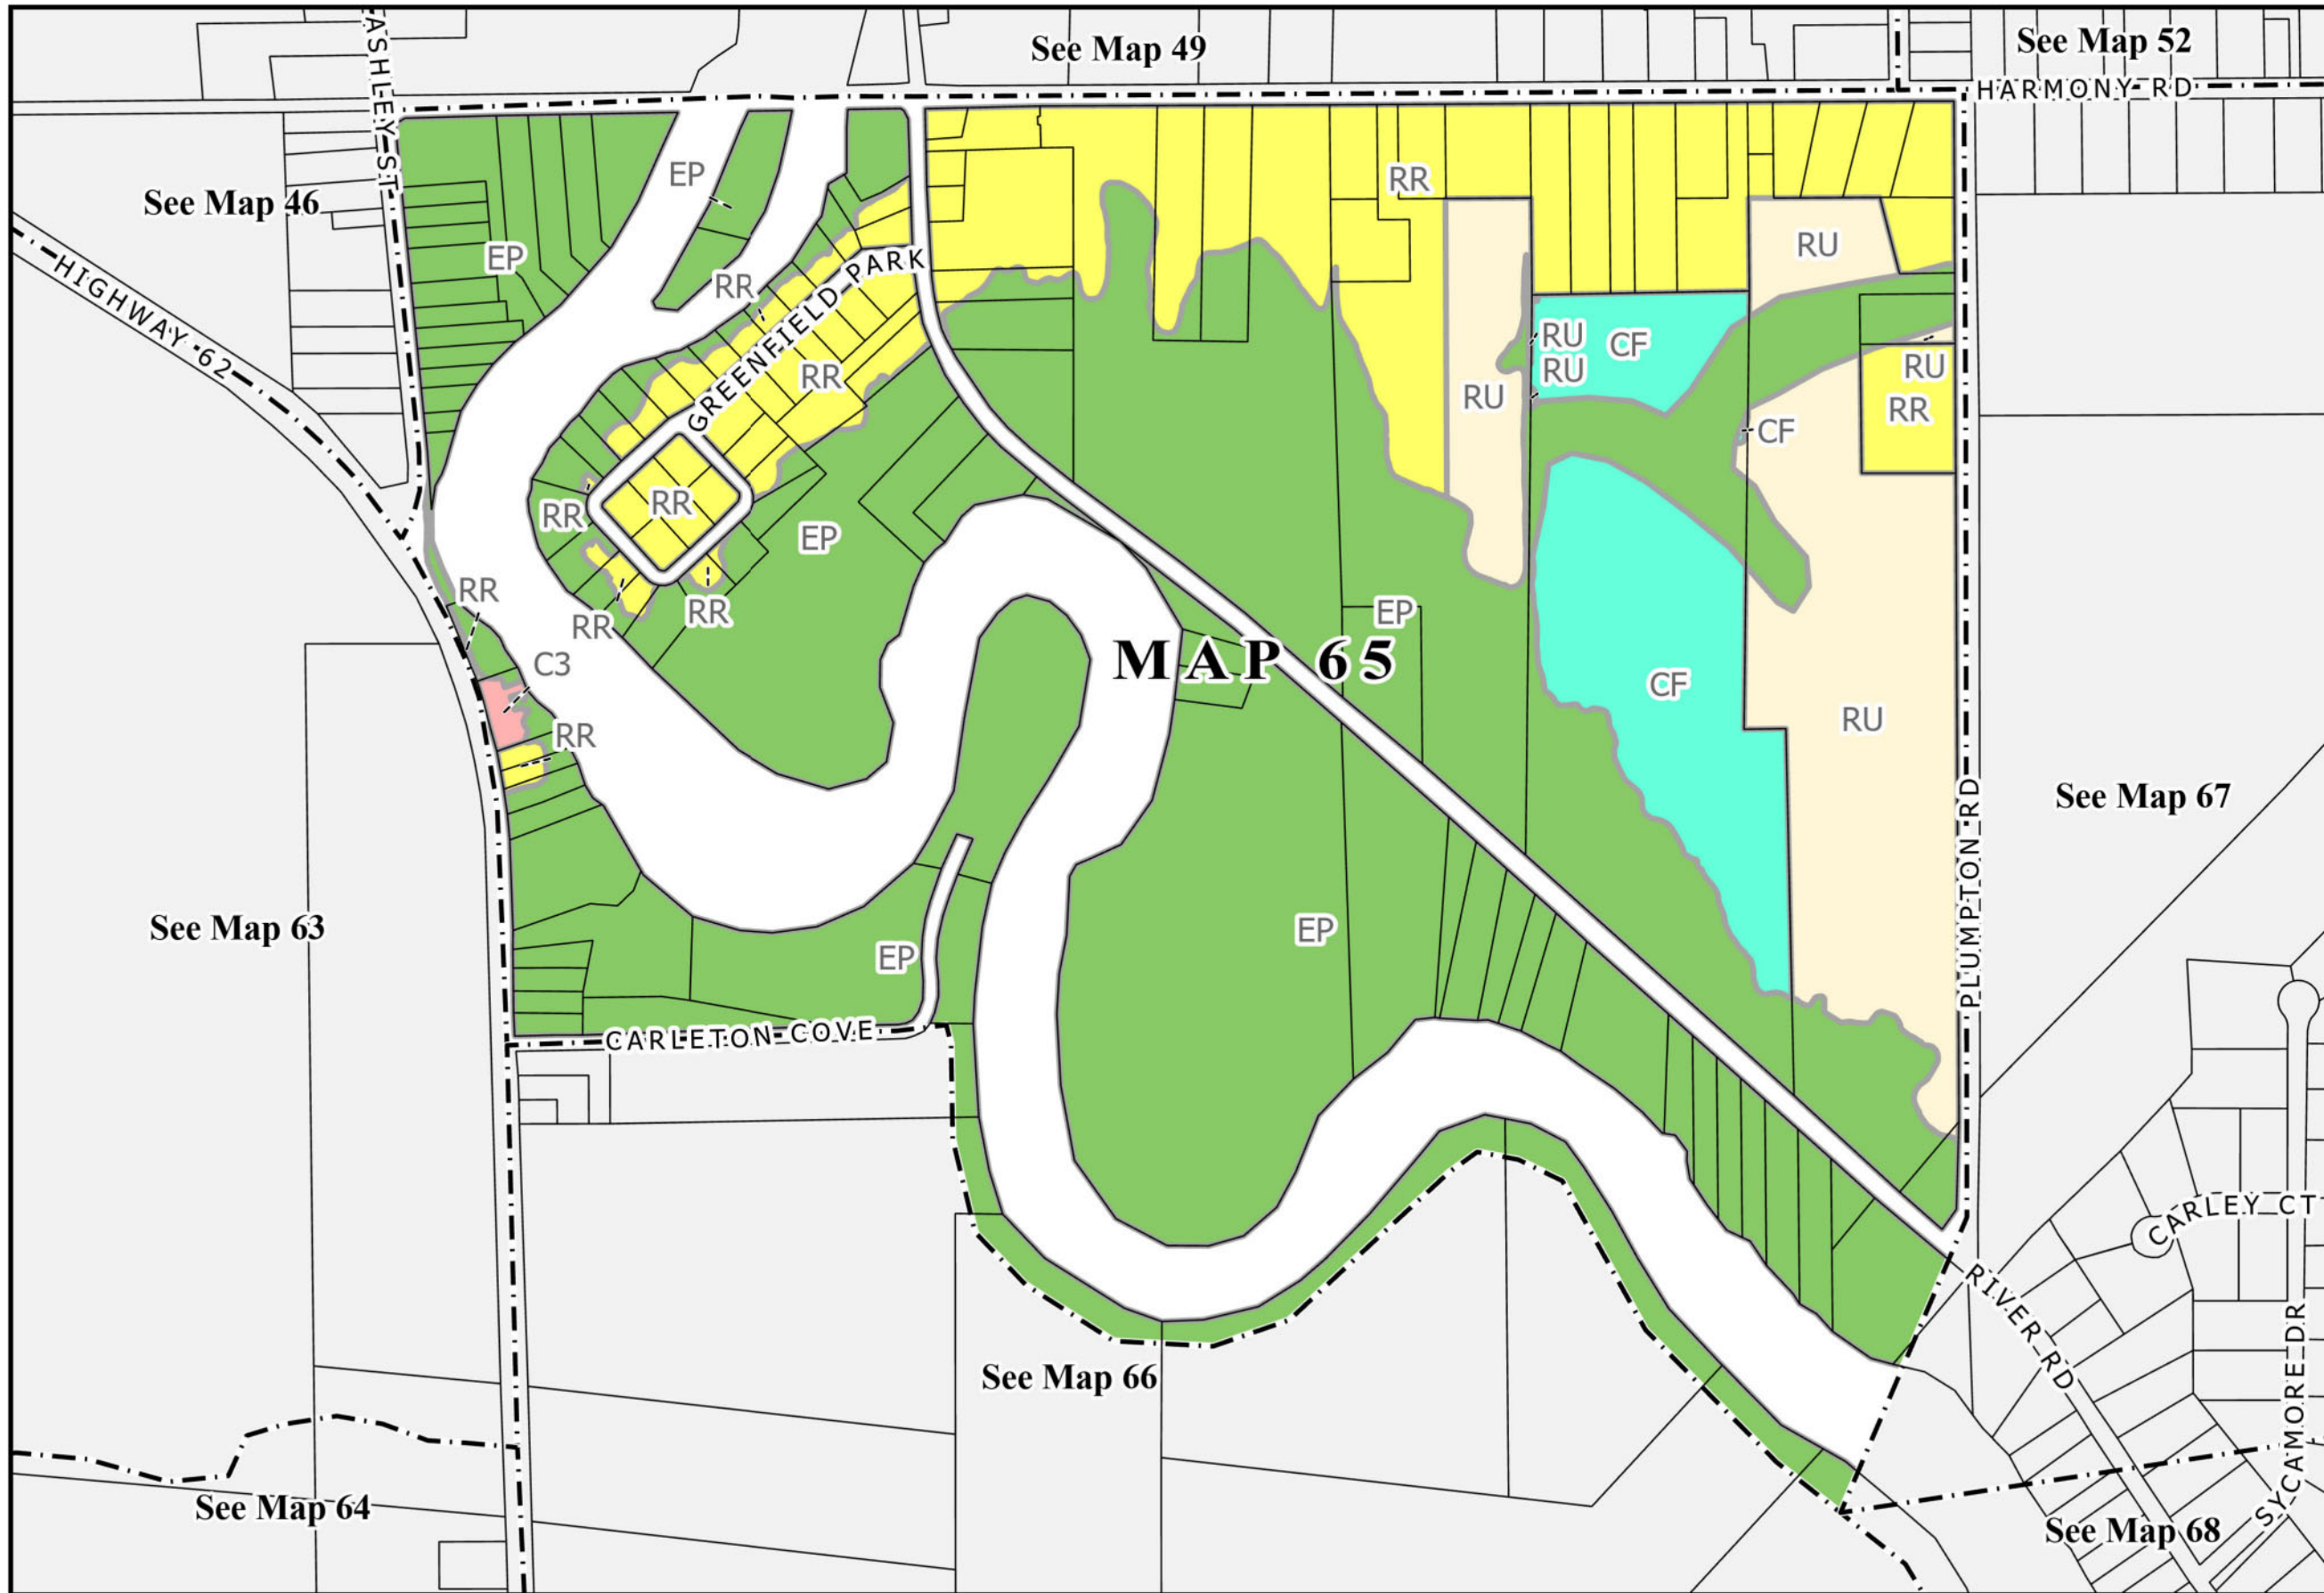 See Map 49
See Map 52
HARMONY RD
ASHLEY ST
See Map 46
HIGHWAY 62
EP
EP
RR
GREENFIELD PARK
RR
RR
RU
RU
RU
CF
RU
RU
RR
CF
RR
RR
EP
RR
RR
RR
C3
RR
EP
MAP 65
CF
RU
See Map 67
PLUMPTON RD
See Map 63
EP
EP
CARLETON COVE
CARLEY CT
RIVER RD
SYCAMORE DR
See Map 66
See Map 64
See Map 68